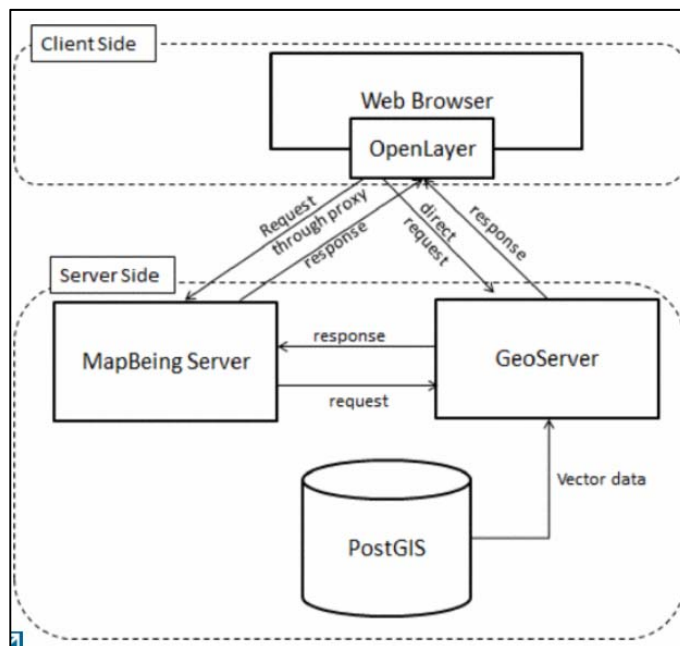 Client Side
Web Browser
OpenLayer
Request
through proxy
response
direct
request
response
Server Side
MapBeing Server
response
request
GeoServer
Vector data
PostGIS